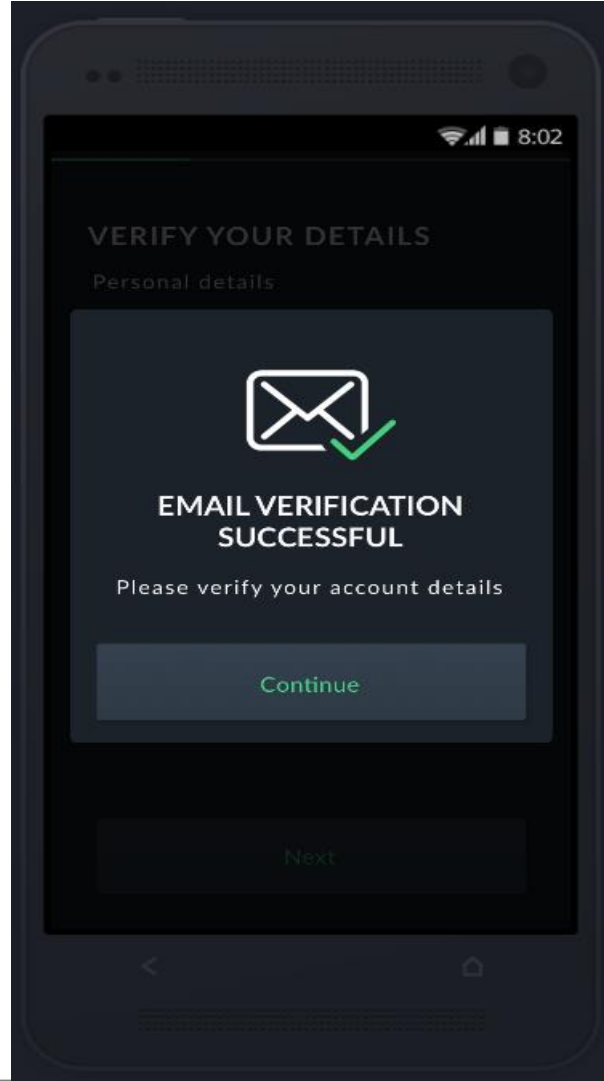 8:02
VERIFY YOUR DETAILS
Personal details
EMAIL VERIFICATION
SUCCESSFUL
Please verify your account details
Continue
Next